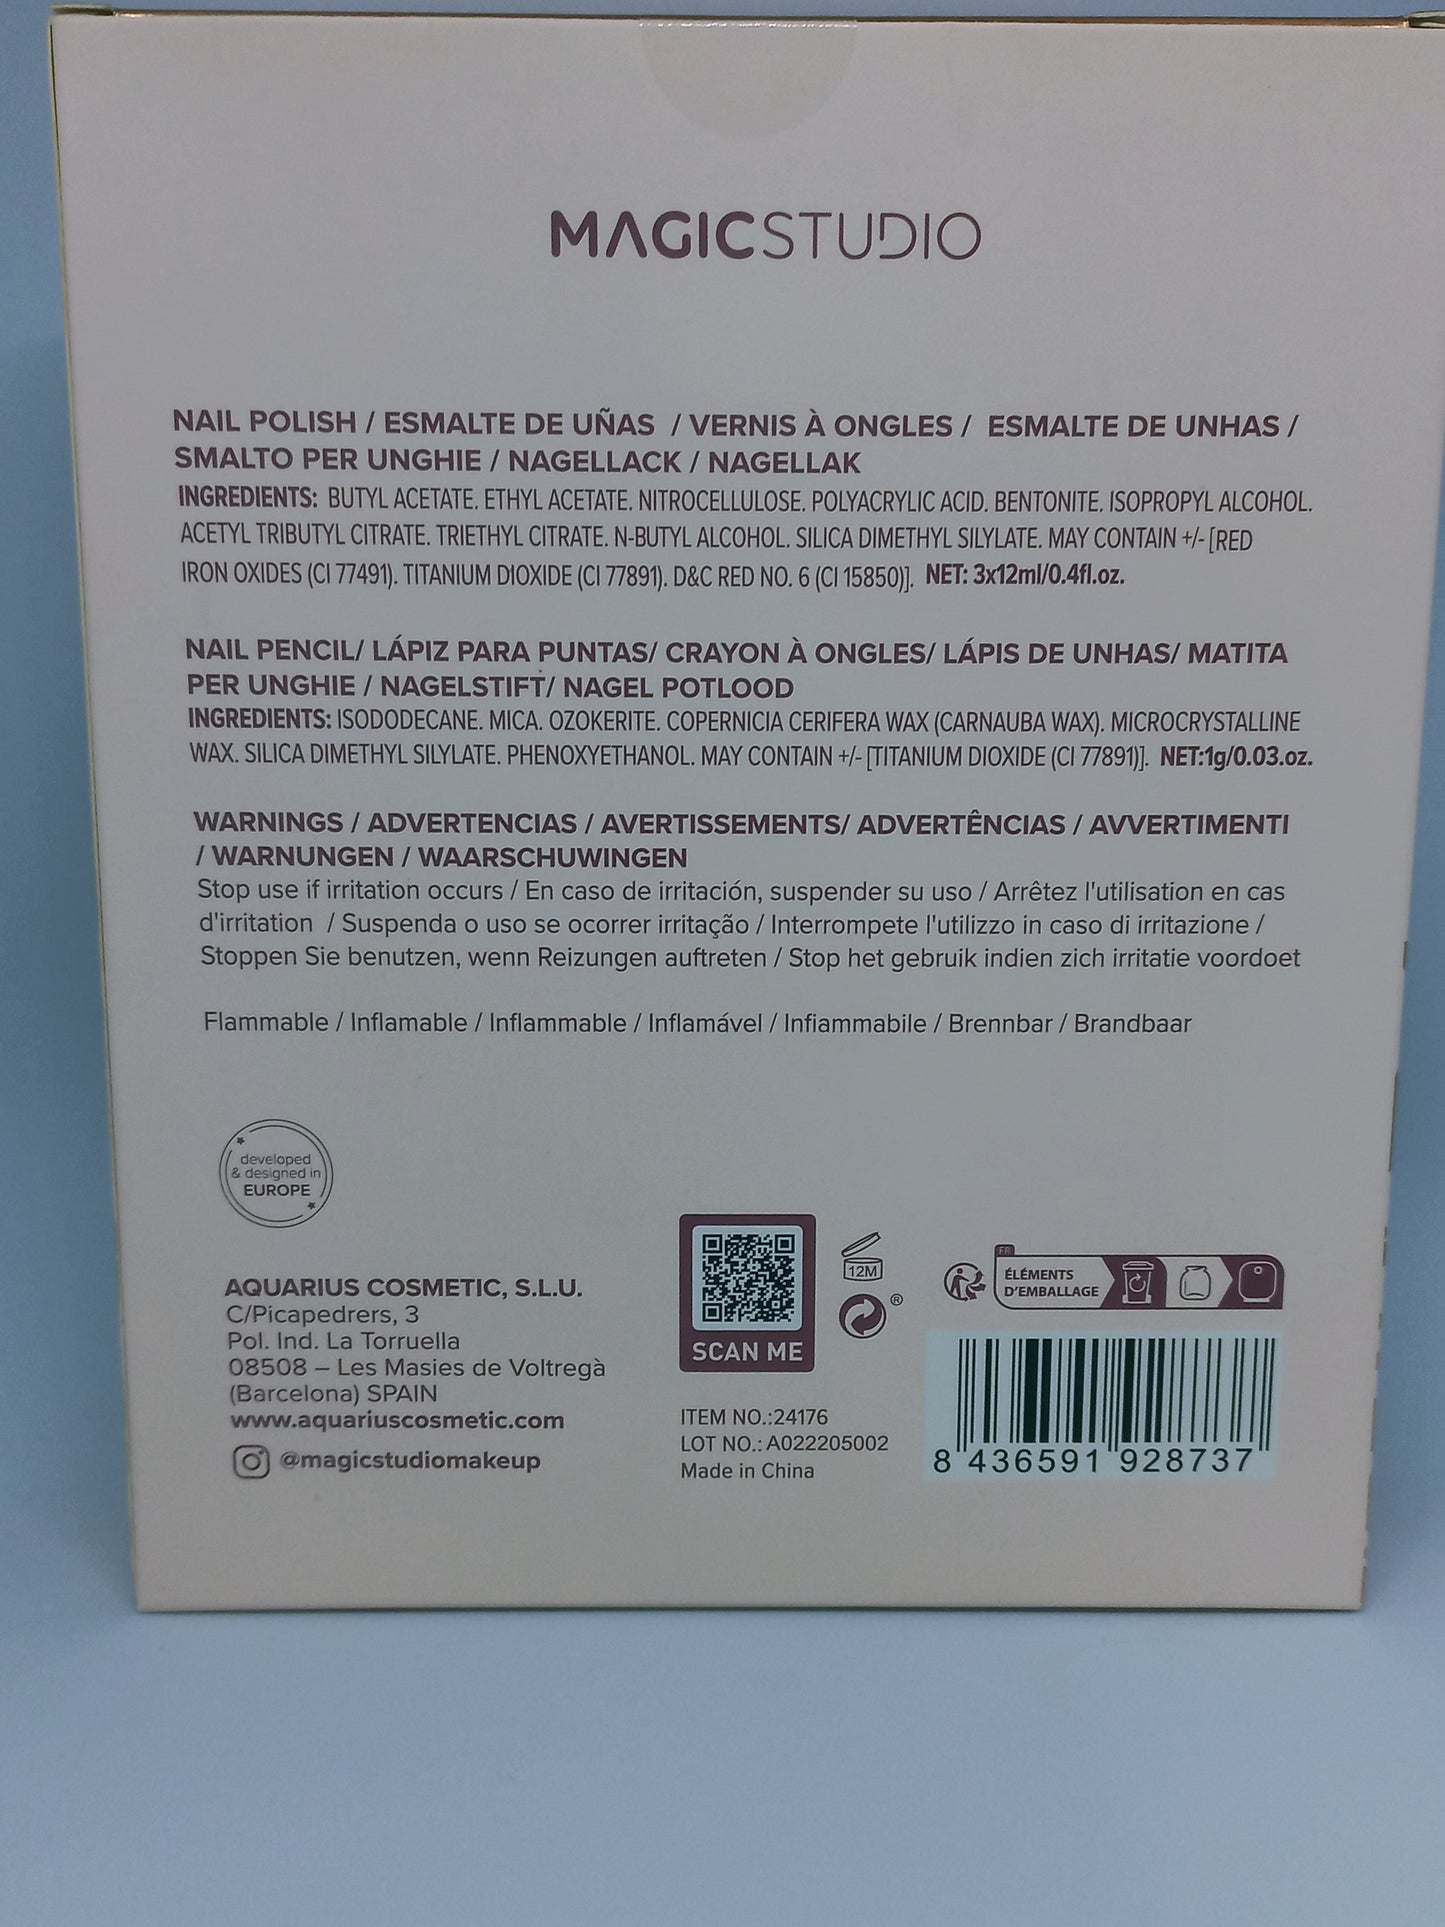 MAGICSTUDIO
NAIL POLISH / ESMALTE DE UÑAS / VERNIS À ONGLES / ESMALTE DE UNHAS /
SMALTO PER UNGHIE / NAGELLACK / NAGELLAK
INGREDIENTS: BUTYL ACETATE. ETHYL ACETATE. NITROCELLULOSE. POLYACRYLIC ACID. BENTONITE. ISOPROPYL ALCOHOL.
ACETYL TRIBUTYL CITRATE. TRIETHYL CITRATE. N-BUTYL ALCOHOL. SILICA DIMETHYL SILYLATE. MAY CONTAIN +/- [RED
IRON OXIDES (CI 77491). TITANIUM DIOXIDE (CI 77891). D&C RED NO. 6 (CI 15850)]. NET: 3x12ml/0.4fl.oz.
NAIL PENCIL/ LÁPIZ PARA PUNTAS/ CRAYON À ONGLES/ LÁPIS DE UNHAS/ MATITA
PER UNGHIE / NAGELSTIFT/ NAGEL POTLOOD
INGREDIENTS: ISODODECANE. MICA. OZOKERITE. COPERNICIA CERIFERA WAX (CARNAUBA WAX). MICROCRYSTALLINE
WAX. SILICA DIMETHYL SILYLATE. PHENOXYETHANOL. MAY CONTAIN +/- [TITANIUM DIOXIDE (CI 77891)]. NET:1g/0.03.oz.
WARNINGS / ADVERTENCIAS / AVERTISSEMENTS/ ADVERTÊNCIAS / AVVERTIMENTI
/ WARNUNGEN / WAARSCHUWINGEN
Stop use if irritation occurs / En caso de irritación, suspender su uso / Arrêtez l'utilisation en cas
d'irritation / Suspenda o uso se ocorrer irritação / Interrompete l'utilizzo in caso di irritazione /
Stoppen Sie benutzen, wenn Reizungen auftreten / Stop het gebruik indien zich irritatie voordoet
Flammable / Inflamable / Inflammable / Inflamável / Infiammabile / Brennbar / Brandbaar
developed
& designed in
EUROPE
AQUARIUS COSMETIC, S.L.U.
C/Picapedrers, 3
Pol. Ind. La Torruella
08508 – Les Masies de Voltregà
(Barcelona) SPAIN
www.aquariuscosmetic.com
@magicstudiomakeup
SCAN ME
12M
®
ITEM NO.:24176
LOT NO.: A022205002
Made in China
FR
ÉLÉMENTS
D'EMBALLAGE
8 436591 928737